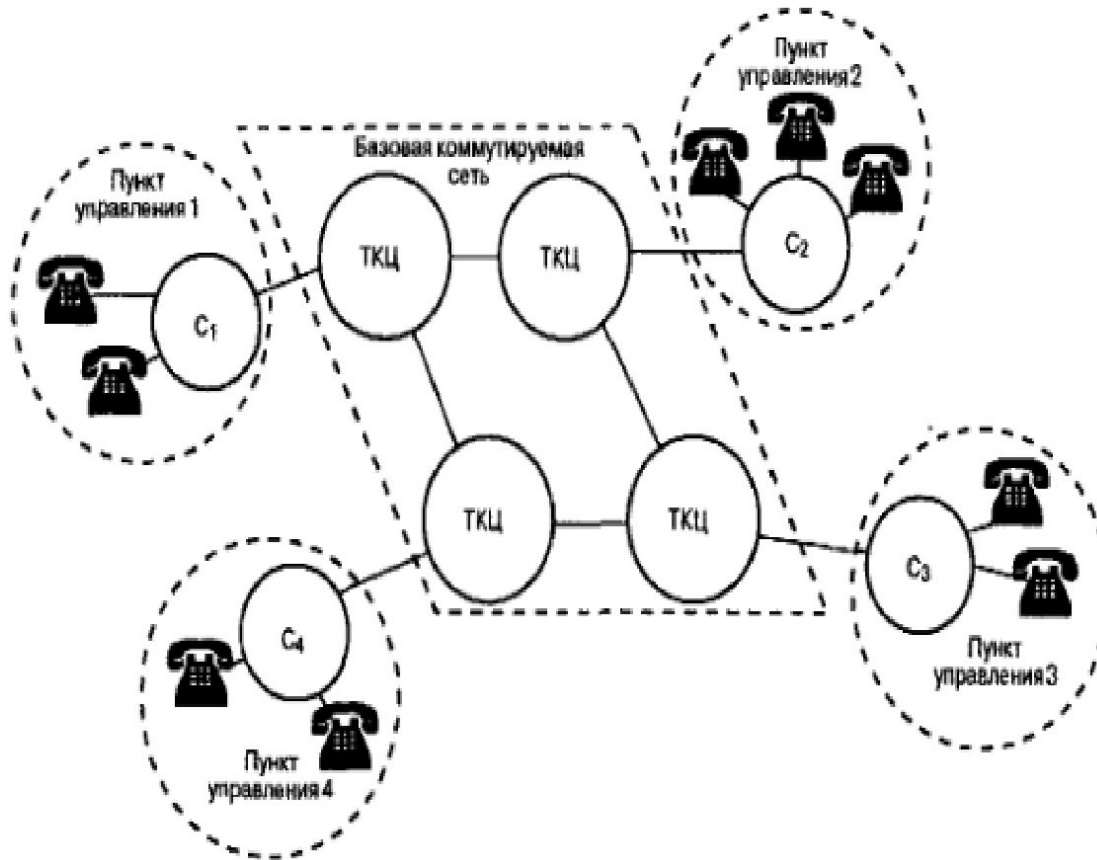 Пункт
управления 2
Базовая коммутируемая
сеть
Пункт
управления 1
ТКЦ
ТКЦ
C2
C1
ТКЦ
ТКЦ
C3
C4
Пункт
управления 3
Пункт
управления 4